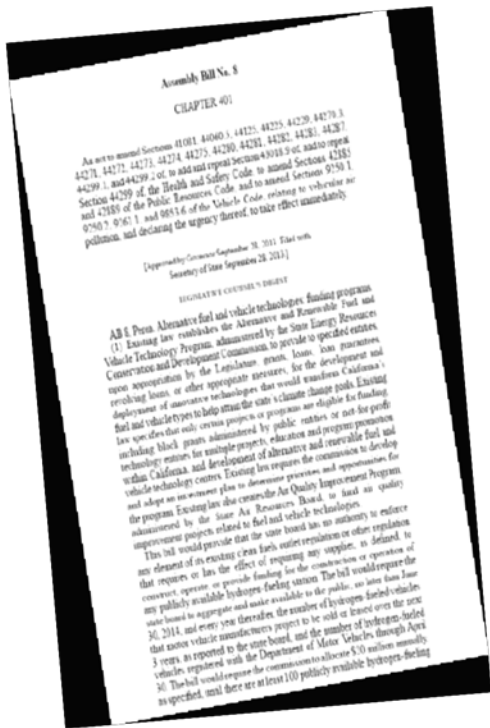 Assembly Bill No. 8
CHAPTER 401
An act to amend Sections 41081, 44060.5, 44125, 44225, 44229, 44270.3,
44271, 44272, 44273, 44274, 44275, 44280, 44281, 44282, 44283, 44287,
44299.1, and 44299.2 of, to add and repeal Section 43018.9 of, and to repeal
Section 44299 of, the Health and Safety Code, to amend Sections 42885
and 42889 of the Public Resources Code, and to amend Sections 9250.1,
9250.2, 9261.1, and 9853.6 of the Vehicle Code, relating to vehicular air
pollution, and declaring the urgency thereof, to take effect immediately.
[Approved by Governor September 28, 2013. Filed with
Secretary of State September 28, 2013.]
LEGISLATIVE COUNSEL'S DIGEST
AB 8, Perea. Alternative fuel and vehicle technologies: funding programs.
(1) Existing law establishes the Alternative and Renewable Fuel and
Vehicle Technology Program, administered by the State Energy Resources
Conservation and Development Commission, to provide to specified entities,
upon appropriation by the Legislature, grants, loans, loan guarantees,
revolving loans, or other appropriate measures, for the development and
deployment of innovative technologies that would transform California's
fuel and vehicle types to help attain the state's climate change goals. Existing
law specifies that only certain projects or programs are eligible for funding,
including block grants administered by public entities or not-for-profit
technology entities for multiple projects, education and program promotion
within California, and development of alternative and renewable fuel and
vehicle technology centers. Existing law requires the commission to develop
and adopt an investment plan to determine priorities and opportunities for
the program. Existing law also creates the Air Quality Improvement Program,
administered by the State Air Resources Board, to fund air quality
improvement projects related to fuel and vehicle technologies.
This bill would provide that the state board has no authority to enforce
any element of its existing clean fuels outlet regulation or other regulation
that requires or has the effect of requiring any supplier, as defined, to
construct, operate, or provide funding for the construction or operation of
any publicly available hydrogen-fueling station. The bill would require the
state board to aggregate and make available to the public, no later than June
30, 2014, and every year thereafter, the number of hydrogen-fueled vehicles
that motor vehicle manufacturers project to be sold or leased over the next
3 years, as reported to the state board, and the number of hydrogen-fueled
vehicles registered with the Department of Motor Vehicles through April
30. The bill would require the commission to allocate $20 million annually,
as specified, until there are at least 100 publicly available hydrogen-fueling